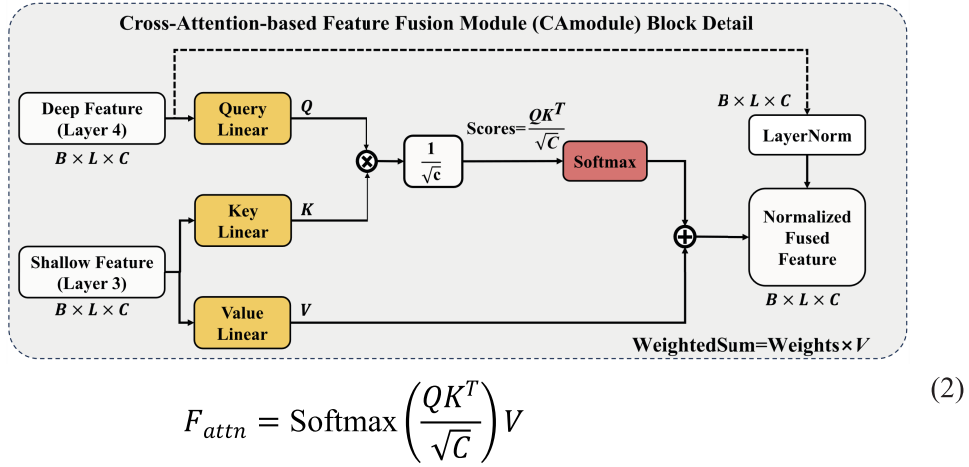 Cross-Attention-based Feature Fusion Module (CAmodule) Block Detail
Deep Feature
(Layer 4)
B × L × C
Query
Linear
Q
Shallow Feature
(Layer 3)
B × L × C
Key
Linear
K
Value
Linear
V
1/√c
Scores=QK^T/√C
Softmax
B × L × C
LayerNorm
Normalized
Fused
Feature
B × L × C
WeightedSum=Weights×V
F_attn = Softmax(QK^T/√C)V
(2)